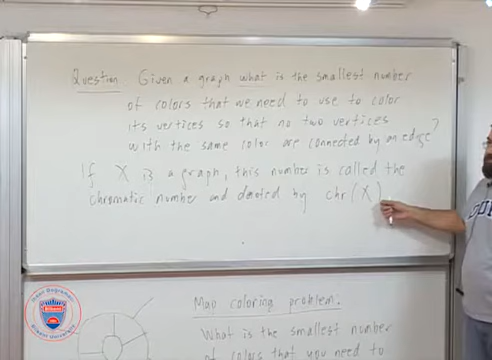 Question Given a graph what is the smallest number
of colors that we need to use to color
its vertices so that no two vertices
with the same color are connected by an edge?
If X is a graph, this number is called the
chromatic number and denoted by chr(X)
Map coloring problem:
What is the smallest number
of colors that you need to
Bilkent University